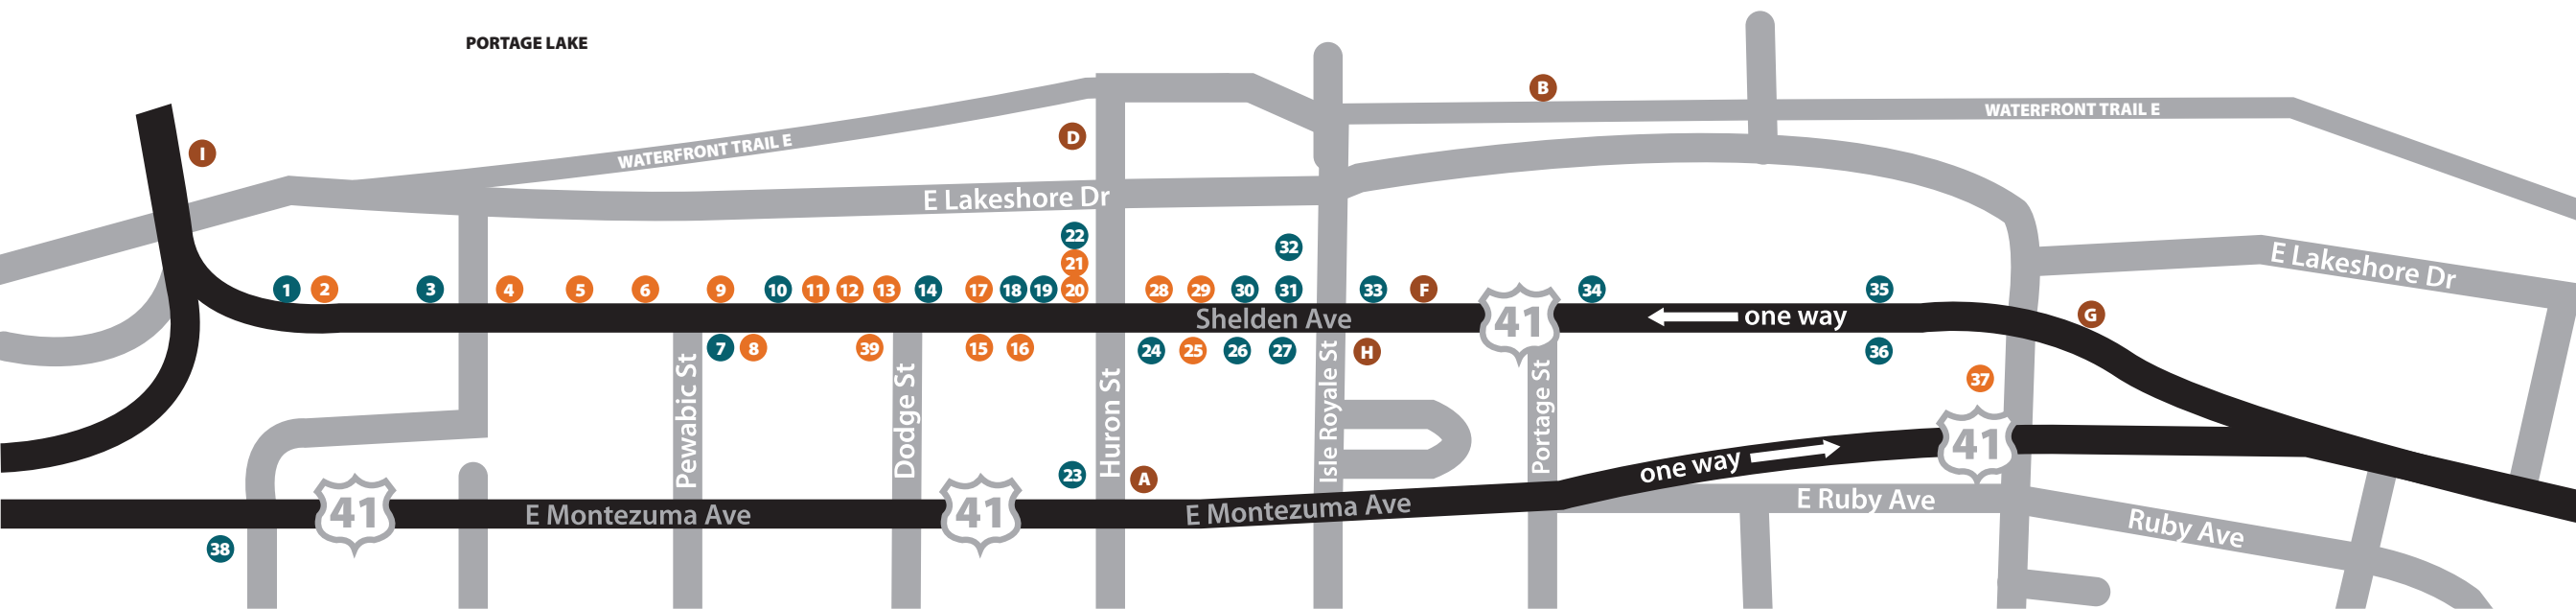 PORTAGE LAKE
B
WATERFRONT TRAIL E
D
WATERFRONT TRAIL E
I
E Lakeshore Dr
22
32
21
E Lakeshore Dr
1 2 3 4 5 6 9 10 11 12 13 14 17 18 19 20 28 29 30 31 33 F 34 35
Shelden Ave
41
one way
G
7 8 39 15 16 24 25 26 27 H 36
37
Pewabic St
Dodge St
Huron St
Isle Royale St
Portage St
41
one way
23
A
41
E Montezuma Ave
41
E Montezuma Ave
E Ruby Ave
Ruby Ave
38